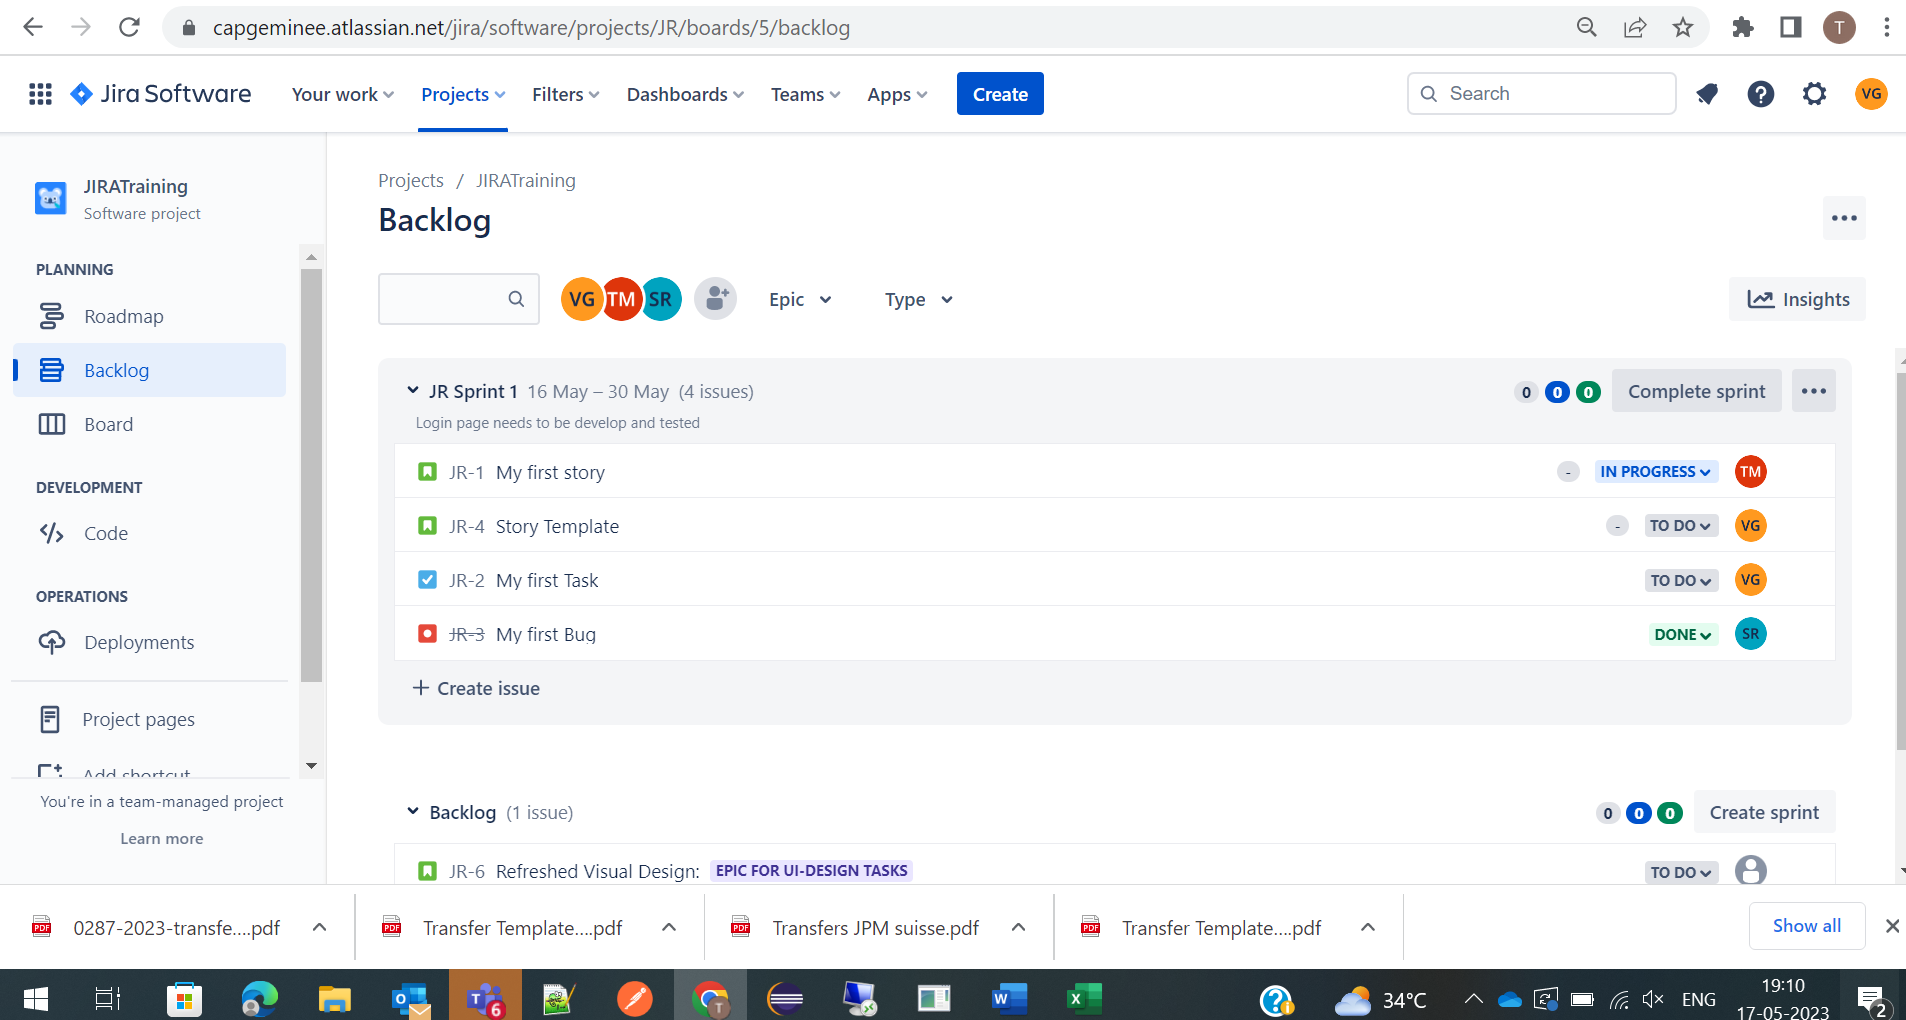 capgeminee.atlassian.net/jira/software/projects/JR/boards/5/backlog
T
Jira Software
Your work
Projects
Filters
Dashboards
Teams
Apps
Create
Search
VG
JIRATraining
Software project
PLANNING
Roadmap
Backlog
Board
DEVELOPMENT
Code
OPERATIONS
Deployments
Project pages
Add shortcut
You're in a team-managed project
Learn more
Projects / JIRATraining
Backlog
VG TM SR
Epic
Type
Insights
JR Sprint 1 16 May – 30 May (4 issues)
0 0 0
Complete sprint
Login page needs to be develop and tested
JR-1 My first story - IN PROGRESS TM
JR-4 Story Template - TO DO VG
JR-2 My first Task TO DO VG
JR-3 My first Bug DONE SR
+ Create issue
Backlog (1 issue)
0 0 0
Create sprint
JR-6 Refreshed Visual Design: EPIC FOR UI-DESIGN TASKS TO DO
PDF 0287-2023-transfe....pdf
PDF Transfer Template....pdf
PDF Transfers JPM suisse.pdf
PDF Transfer Template....pdf
Show all
6
T
34°C
ENG
19:10
17-05-2023
2